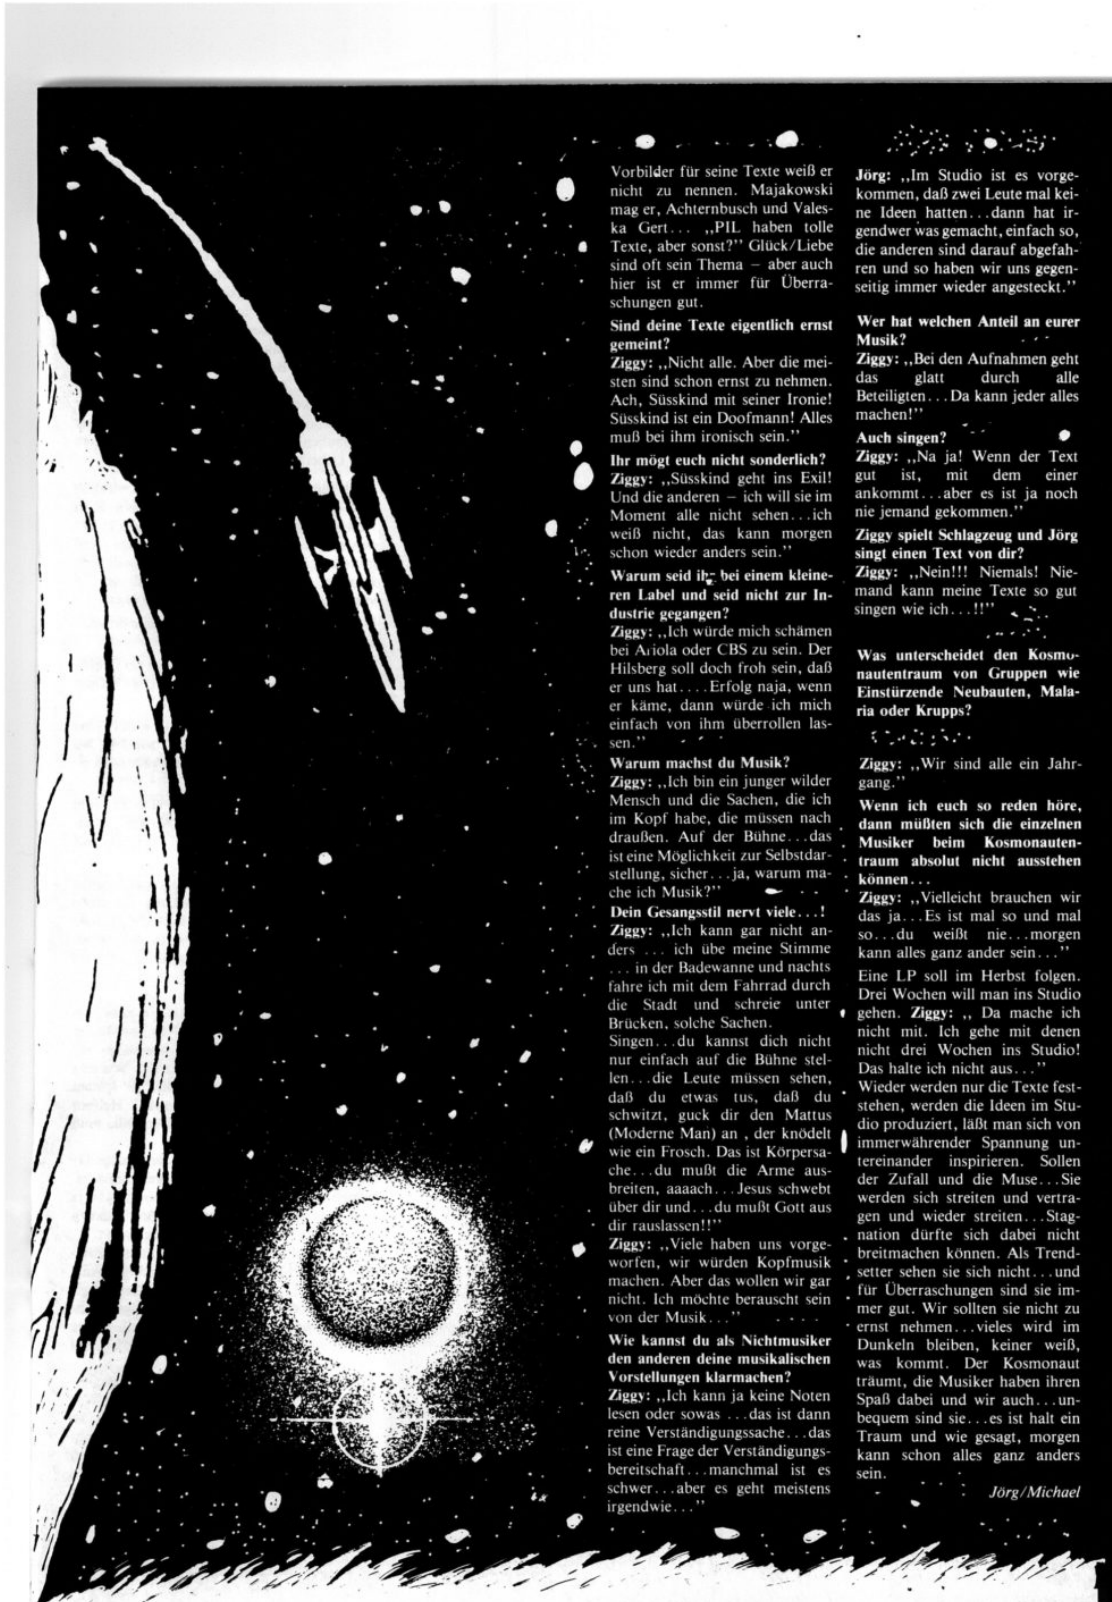 Vorbilder für seine Texte weiß er
nicht zu nennen. Majakowski
mag er, Achternbusch und Vales-
ka Gert... ,,PIL haben tolle
Texte, aber sonst?'' Glück/Liebe
sind oft sein Thema – aber auch
hier ist er immer für Überra-
schungen gut.
Sind deine Texte eigentlich ernst
gemeint?
Ziggy: ,,Nicht alle. Aber die mei-
sten sind schon ernst zu nehmen.
Ach, Süsskind mit seiner Ironie!
Süsskind ist ein Doofmann! Alles
muß bei ihm ironisch sein.''
Ihr mögt euch nicht sonderlich?
Ziggy: ,,Süsskind geht ins Exil!
Und die anderen – ich will sie im
Moment alle nicht sehen...ich
weiß nicht, das kann morgen
schon wieder anders sein.''
Warum seid ihr bei einem kleine-
ren Label und seid nicht zur In-
dustrie gegangen?
Ziggy: ,,Ich würde mich schämen
bei Ariola oder CBS zu sein. Der
Hilsberg soll doch froh sein, daß
er uns hat....Erfolg naja, wenn
er käme, dann würde ich mich
einfach von ihm überrollen las-
sen.''
Warum machst du Musik?
Ziggy: ,,Ich bin ein junger wilder
Mensch und die Sachen, die ich
im Kopf habe, die müssen nach
draußen. Auf der Bühne...das
ist eine Möglichkeit zur Selbstdar-
stellung, sicher...ja, warum ma-
che ich Musik?''
Dein Gesangsstil nervt viele...!
Ziggy: ,,Ich kann gar nicht an-
ders ... ich übe meine Stimme
... in der Badewanne und nachts
fahre ich mit dem Fahrrad durch
die Stadt und schreie unter
Brücken, solche Sachen.
Singen...du kannst dich nicht
nur einfach auf die Bühne stel-
len...die Leute müssen sehen,
daß du etwas tus, daß du
schwitzt, guck dir den Mattus
(Moderne Man) an , der knödelt
wie ein Frosch. Das ist Körpersa-
che...du mußt die Arme aus-
breiten, aaaach...Jesus schwebt
über dir und...du mußt Gott aus
dir rauslassen!!''
Ziggy: ,,Viele haben uns vorge-
worfen, wir würden Kopfmusik
machen. Aber das wollen wir gar
nicht. Ich möchte berauscht sein
von der Musik...''
Wie kannst du als Nichtmusiker
den anderen deine musikalischen
Vorstellungen klarmachen?
Ziggy: ,,Ich kann ja keine Noten
lesen oder sowas ...das ist dann
reine Verständigungssache...das
ist eine Frage der Verständigungs-
bereitschaft...manchmal ist es
schwer...aber es geht meistens
irgendwie...''
Jörg: ,,Im Studio ist es vorge-
kommen, daß zwei Leute mal kei-
ne Ideen hatten...dann hat ir-
gendwer was gemacht, einfach so,
die anderen sind darauf abgefah-
ren und so haben wir uns gegen-
seitig immer wieder angesteckt.''
Wer hat welchen Anteil an eurer
Musik?
Ziggy: ,,Bei den Aufnahmen geht
das glatt durch alle
Beteiligten...Da kann jeder alles
machen!''
Auch singen?
Ziggy: ,,Na ja! Wenn der Text
gut ist, mit dem einer
ankommt...aber es ist ja noch
nie jemand gekommen.''
Ziggy spielt Schlagzeug und Jörg
singt einen Text von dir?
Ziggy: ,,Nein!!! Niemals! Nie-
mand kann meine Texte so gut
singen wie ich...!!''
Was unterscheidet den Kosmo-
nautentraum von Gruppen wie
Einstürzende Neubauten, Mala-
ria oder Krupps?
Ziggy: ,,Wir sind alle ein Jahr-
gang.''
Wenn ich euch so reden höre,
dann müßten sich die einzelnen
Musiker beim Kosmonauten-
traum absolut nicht ausstehen
können...
Ziggy: ,,Vielleicht brauchen wir
das ja...Es ist mal so und mal
so...du weißt nie...morgen
kann alles ganz ander sein...''
Eine LP soll im Herbst folgen.
Drei Wochen will man ins Studio
gehen. Ziggy: ,, Da mache ich
nicht mit. Ich gehe mit denen
nicht drei Wochen ins Studio!
Das halte ich nicht aus...''
Wieder werden nur die Texte fest-
stehen, werden die Ideen im Stu-
dio produziert, läßt man sich von
immerwährender Spannung un-
tereinander inspirieren. Sollen
der Zufall und die Muse...Sie
werden sich streiten und vertra-
gen und wieder streiten...Stag-
nation dürfte sich dabei nicht
breitmachen können. Als Trend-
setter sehen sie sich nicht...und
für Überraschungen sind sie im-
mer gut. Wir sollten sie nicht zu
ernst nehmen...vieles wird im
Dunkeln bleiben, keiner weiß,
was kommt. Der Kosmonaut
träumt, die Musiker haben ihren
Spaß dabei und wir auch...un-
bequem sind sie...es ist halt ein
Traum und wie gesagt, morgen
kann schon alles ganz anders
sein.
Jörg/Michael